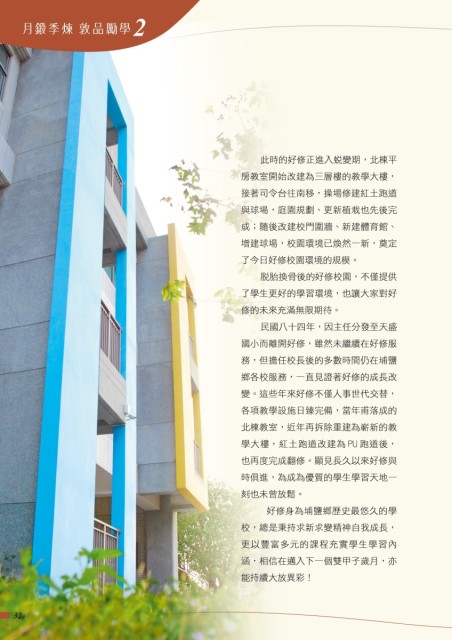 月鍛季煉 敦品勵學2
此時的好修正進入蛻變期，北棟平
房教室開始改建為三層樓的教學大樓，
接著司令台往南移，操場修建紅土跑道
與球場，庭園規劃、更新植栽也先後完
成；隨後改建校門圍牆、新建體育館、
增建球場，校園環境已煥然一新，奠定
了今日好修校園環境的規模。
脫胎換骨後的好修校園，不僅提供
了學生更好的學習環境，也讓大家對好
修的未來充滿無限期待。
民國八十四年，因主任分發至天盛
國小而離開好修，雖然未繼續在好修服
務，但擔任校長後的多數時間仍在埔鹽
鄉各校服務，一直見證著好修的成長改
變。這些年來好修不僅人事世代交替，
各項教學設施日臻完備，當年甫落成的
北棟教室，近年再拆除重建為嶄新的教
學大樓，紅土跑道改建為PU跑道後，
也再度完成翻修。顯見長久以來好修與
時俱進，為成為優質的學生學習天地一
刻也未曾放鬆。
好修身為埔鹽鄉歷史最悠久的學
校，總是秉持求新求變精神自我成長，
更以豐富多元的課程充實學生學習內
涵，相信在邁入下一個雙甲子歲月，亦
能持續大放異彩！